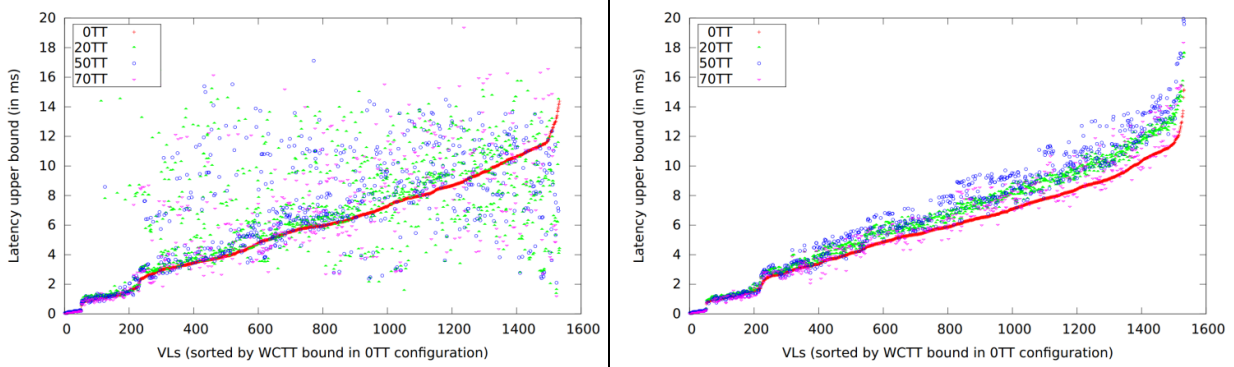 20
18
16
14
12
10
8
6
4
2
0
Latency upper bound (in ms)
0TT
20TT
50TT
70TT
0 200 400 600 800 1000 1200 1400 1600
VLs (sorted by WCTT bound in 0TT configuration)
20
18
16
14
12
10
8
6
4
2
0
Latency upper bound (in ms)
0TT
20TT
50TT
70TT
0 200 400 600 800 1000 1200 1400 1600
VLs (sorted by WCTT bound in 0TT configuration)